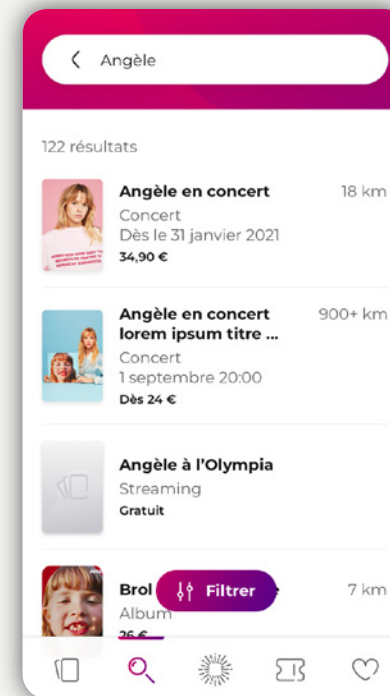 Angèle
122 résultats
Angèle en concert
18 km
Concert
Dès le 31 janvier 2021
34,90 €
Angèle en concert
900+ km
lorem ipsum titre ...
Concert
1 septembre 20:00
Dès 24 €
Angèle à l’Olympia
Streaming
Gratuit
Brol
Filtrer
7 km
Album
26 €